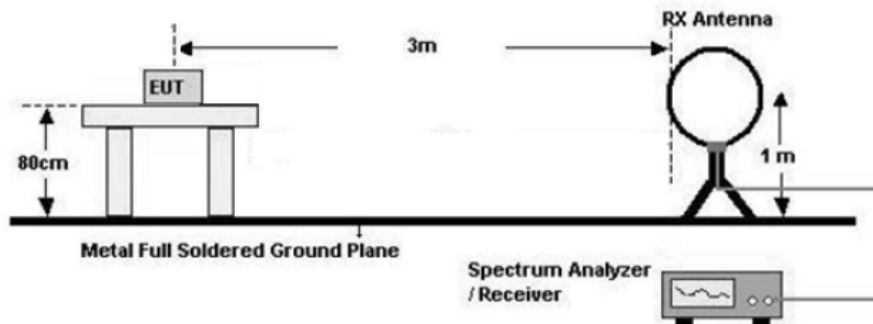 RX Antenna
3m
EUT
80cm
1 m
Metal Full Soldered Ground Plane
Spectrum Analyzer
/ Receiver